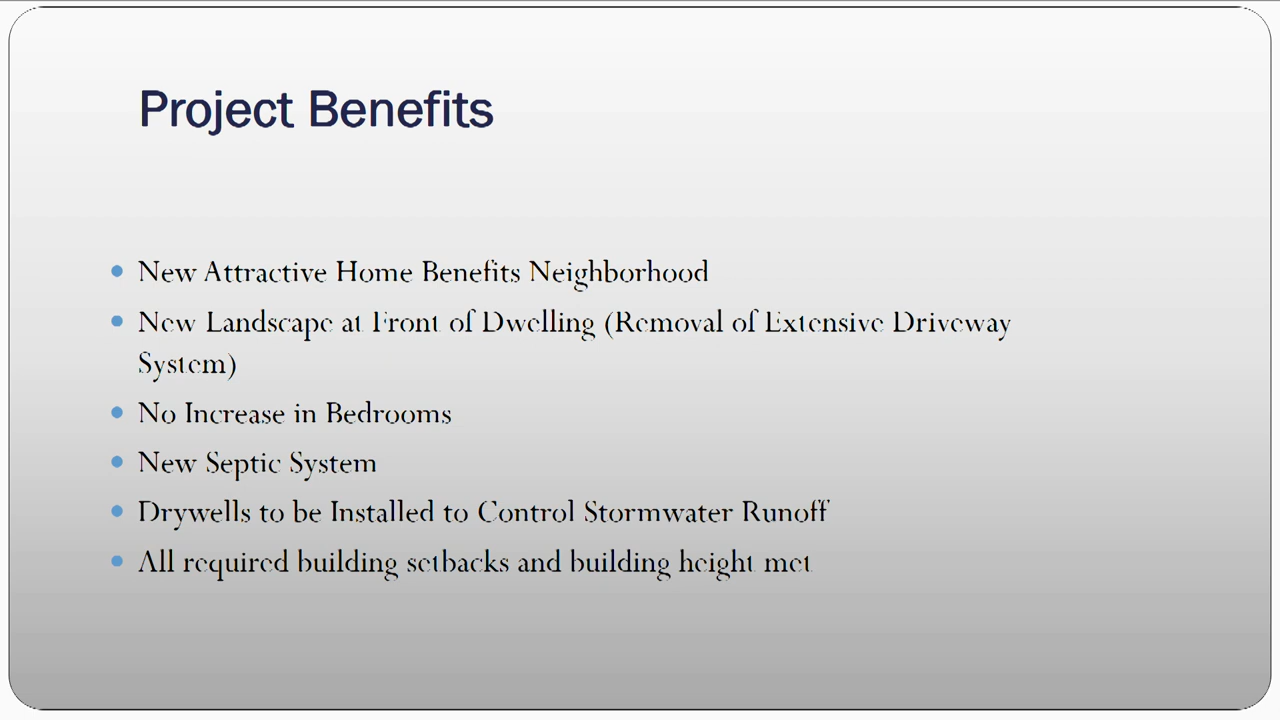 Project Benefits
New Attractive Home Benefits Neighborhood
New Landscape at Front of Dwelling (Removal of Extensive Driveway
System)
No Increase in Bedrooms
New Septic System
Drywells to be Installed to Control Stormwater Runoff
All required building setbacks and building height met